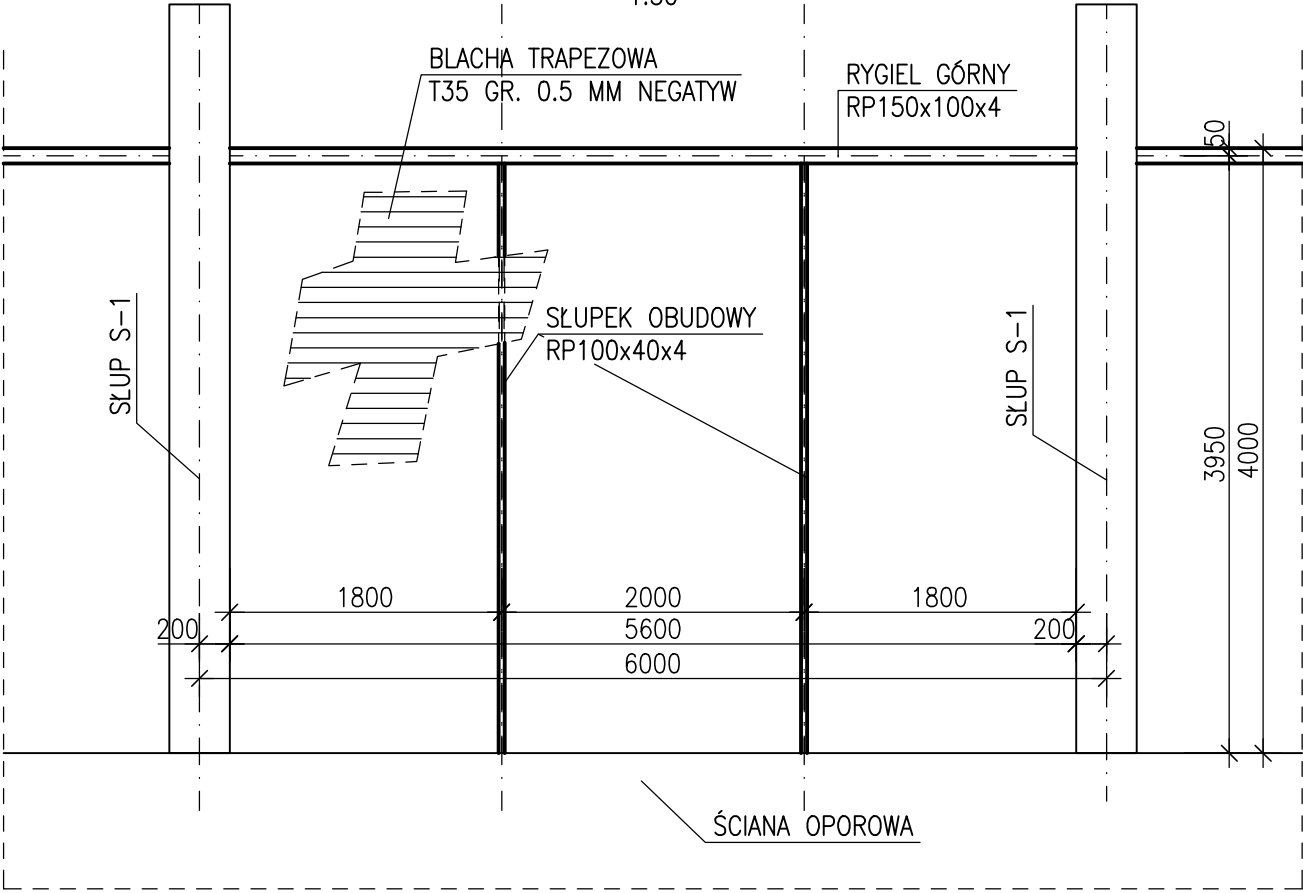 BLACHA TRAPEZOWA
T35 GR. 0.5 MM NEGATYW
RYGIEL GÓRNY
RP150x100x4
50
SŁUP S-1
SŁUPEK OBUDOWY
RP100x40x4
SŁUP S-1
3950
4000
1800
2000
1800
200
5600
200
6000
ŚCIANA OPOROWA